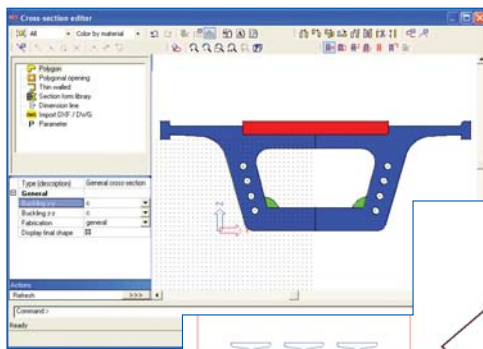 Cross-section editor
All
Color by material
Polygon
Polygonal opening
Thin walled
Section form library
Dimension line
Import DXF / DWG
P Parameter
Type (description) General cross-section
General
Buckling y-y c
Buckling z-z c
Fabrication general
Display final shape
Actions
Refresh >>>
Command >
Ready